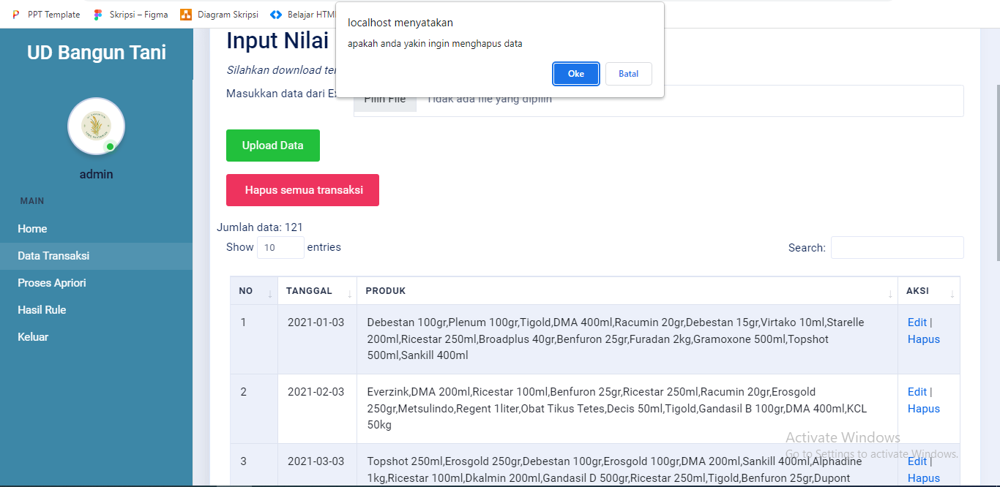 PPT Template
Skripsi – Figma
Diagram Skripsi
Belajar HTM
localhost menyatakan
apakah anda yakin ingin menghapus data
Oke
Batal
UD Bangun Tani
admin
MAIN
Home
Data Transaksi
Proses Apriori
Hasil Rule
Keluar
Input Nilai
Silahkan download
Masukkan data dari
Pilih File
Tidak ada file yang dipilih
Upload Data
Hapus semua transaksi
Jumlah data: 121
Show 10 entries
Search:
NO TANGGAL PRODUK AKSI
1 2021-01-03 Debestan 100gr,Plenum 100gr,Tigold,DMA 400ml,Racumin 20gr,Debestan 15gr,Virtako 10ml,Starelle Edit |
200ml,Ricestar 250ml,Broadplus 40gr,Benfuron 25gr,Furadan 2kg,Gramoxone 500ml,Topshot Hapus
500ml,Sankill 400ml
2 2021-02-03 Everzink,DMA 200ml,Ricestar 100ml,Benfuron 25gr,Ricestar 250ml,Racumin 20gr,Erosgold Edit |
250gr,Metsulindo,Regent 1liter,Obat Tikus Tetes,Decis 50ml,Tigold,Gandasil B 100gr,DMA 400ml,KCL Hapus
50kg
3 2021-03-03 Topshot 250ml,Erosgold 250gr,Debestan 100gr,Erosgold 100gr,DMA 200ml,Sankill 400ml,Alphadine Edit |
1kg,Ricestar 100ml,Dkalmin 200ml,Gandasil D 500gr,Ricestar 250ml,Tigold,Benfuron 25gr,Dupont Hapus
Activate Windows
Go to Settings to activate Windows.